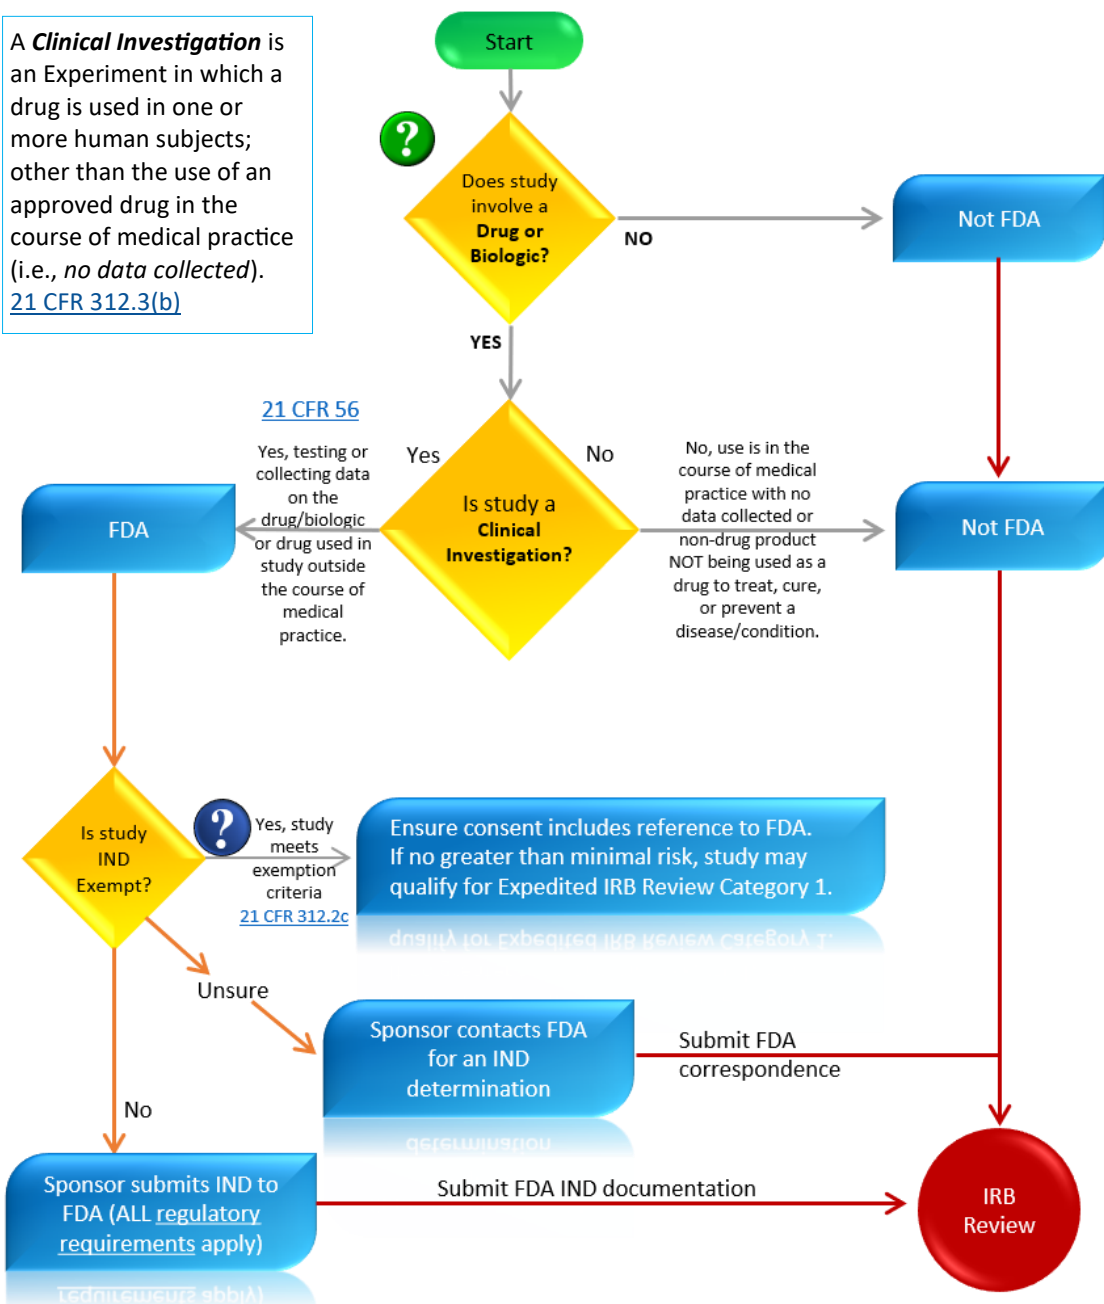 A Clinical Investigation is
an Experiment in which a
drug is used in one or
more human subjects;
other than the use of an
approved drug in the
course of medical practice
(i.e., no data collected).
21 CFR 312.3(b)
Start
?
Does study
involve a
Drug or
Biologic?
NO
Not FDA
YES
21 CFR 56
Yes, testing or
collecting data
on the
drug/biologic
or drug used in
study outside
the course of
medical
practice.
Yes
No
Is study a
Clinical
Investigation?
No, use is in the
course of medical
practice with no
data collected or
non-drug product
NOT being used as a
drug to treat, cure,
or prevent a
disease/condition.
FDA
Not FDA
Is study
IND
Exempt?
?
Yes, study
meets
exemption
criteria
21 CFR 312.2c
Ensure consent includes reference to FDA.
If no greater than minimal risk, study may
qualify for Expedited IRB Review Category 1.
Unsure
Sponsor contacts FDA
for an IND
determination
Submit FDA
correspondence
No
Sponsor submits IND to
FDA (ALL regulatory
requirements apply)
Submit FDA IND documentation
IRB
Review